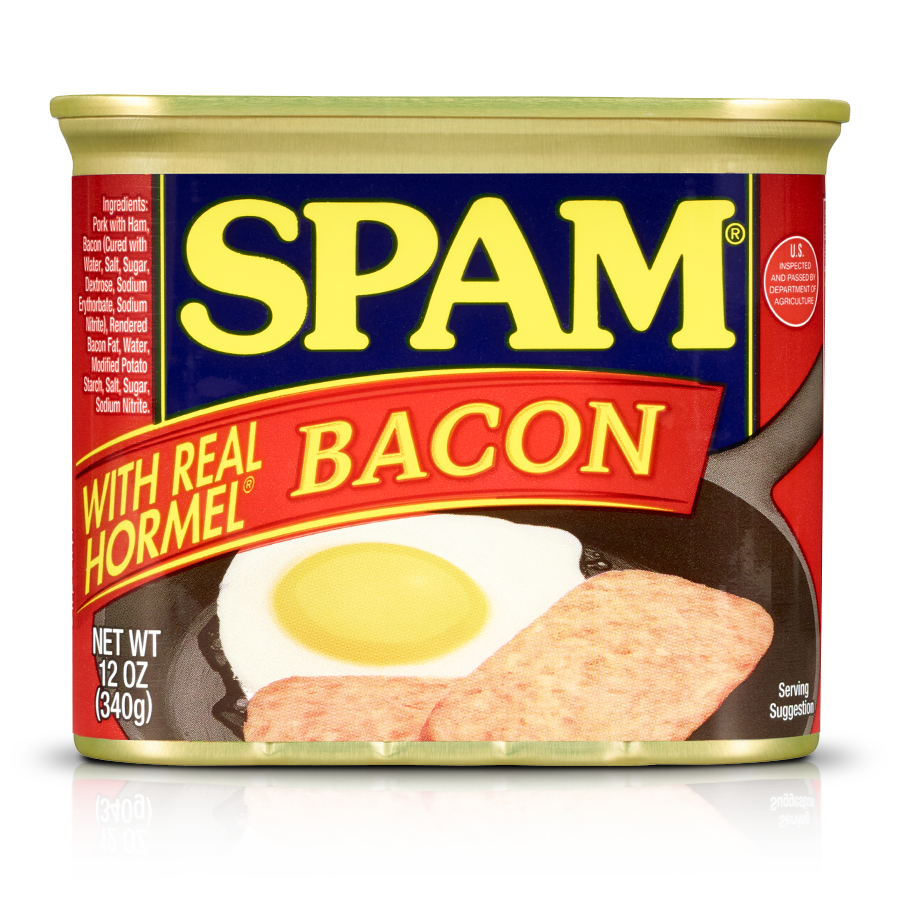 Ingredients:
Pork with Ham,
Bacon (Cured with
Water, Salt, Sugar,
Dextrose, Sodium
Erythorbate, Sodium
Nitrite), Rendered
Bacon Fat, Water,
Modified Potato
Starch, Salt, Sugar,
Sodium Nitrite.
SPAM®
U.S.
INSPECTED
AND PASSED BY
DEPARTMENT OF
AGRICULTURE
WITH REAL
HORMEL®
BACON
NET WT
12 OZ
(340g)
Serving
Suggestion